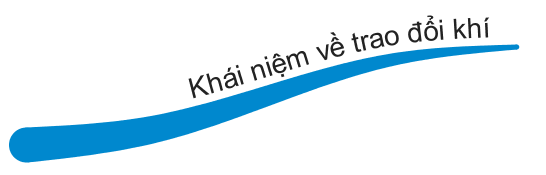 Khái niệm về trao đổi khí